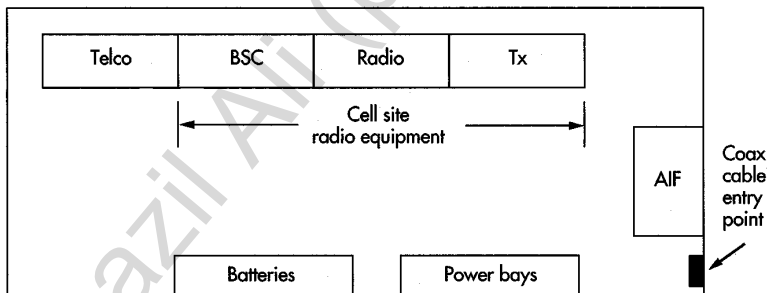 Telco BSC Radio Tx
Cell site
radio equipment
AIF
Coax
cable
entry
point
Batteries Power bays